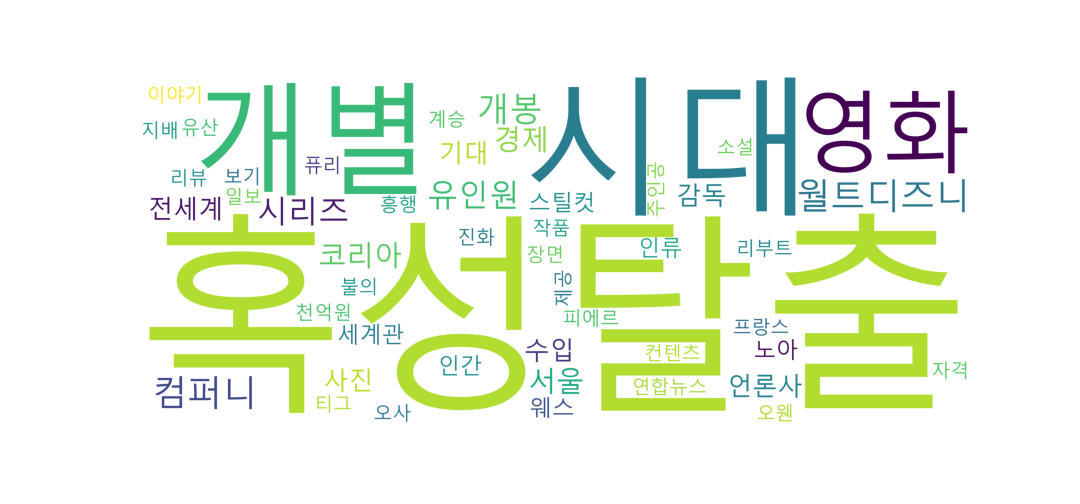 이야기
개별
시대
영화
지배
유산
계승
개봉
경제
기대
퓨리
리뷰
보기
일보
소설
주인공
감독
월트디즈니
전세계
시리즈
흥행
유인원
스틸컷
작품
혹성탈출
코리아
진화
장면
인류
리부트
불의
제공
천억원
세계관
피에르
프랑스
인간
수입
컨텐츠
노아
자격
컴퍼니
사진
티그
오사
서울
웨스
연합뉴스
언론사
오웬